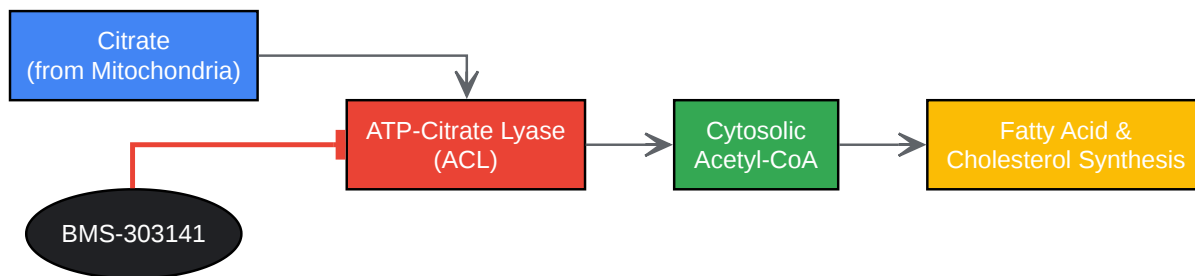 Citrate
(from Mitochondria)
ATP-Citrate Lyase
(ACL)
Cytosolic
Acetyl-CoA
Fatty Acid &
Cholesterol Synthesis
BMS-303141